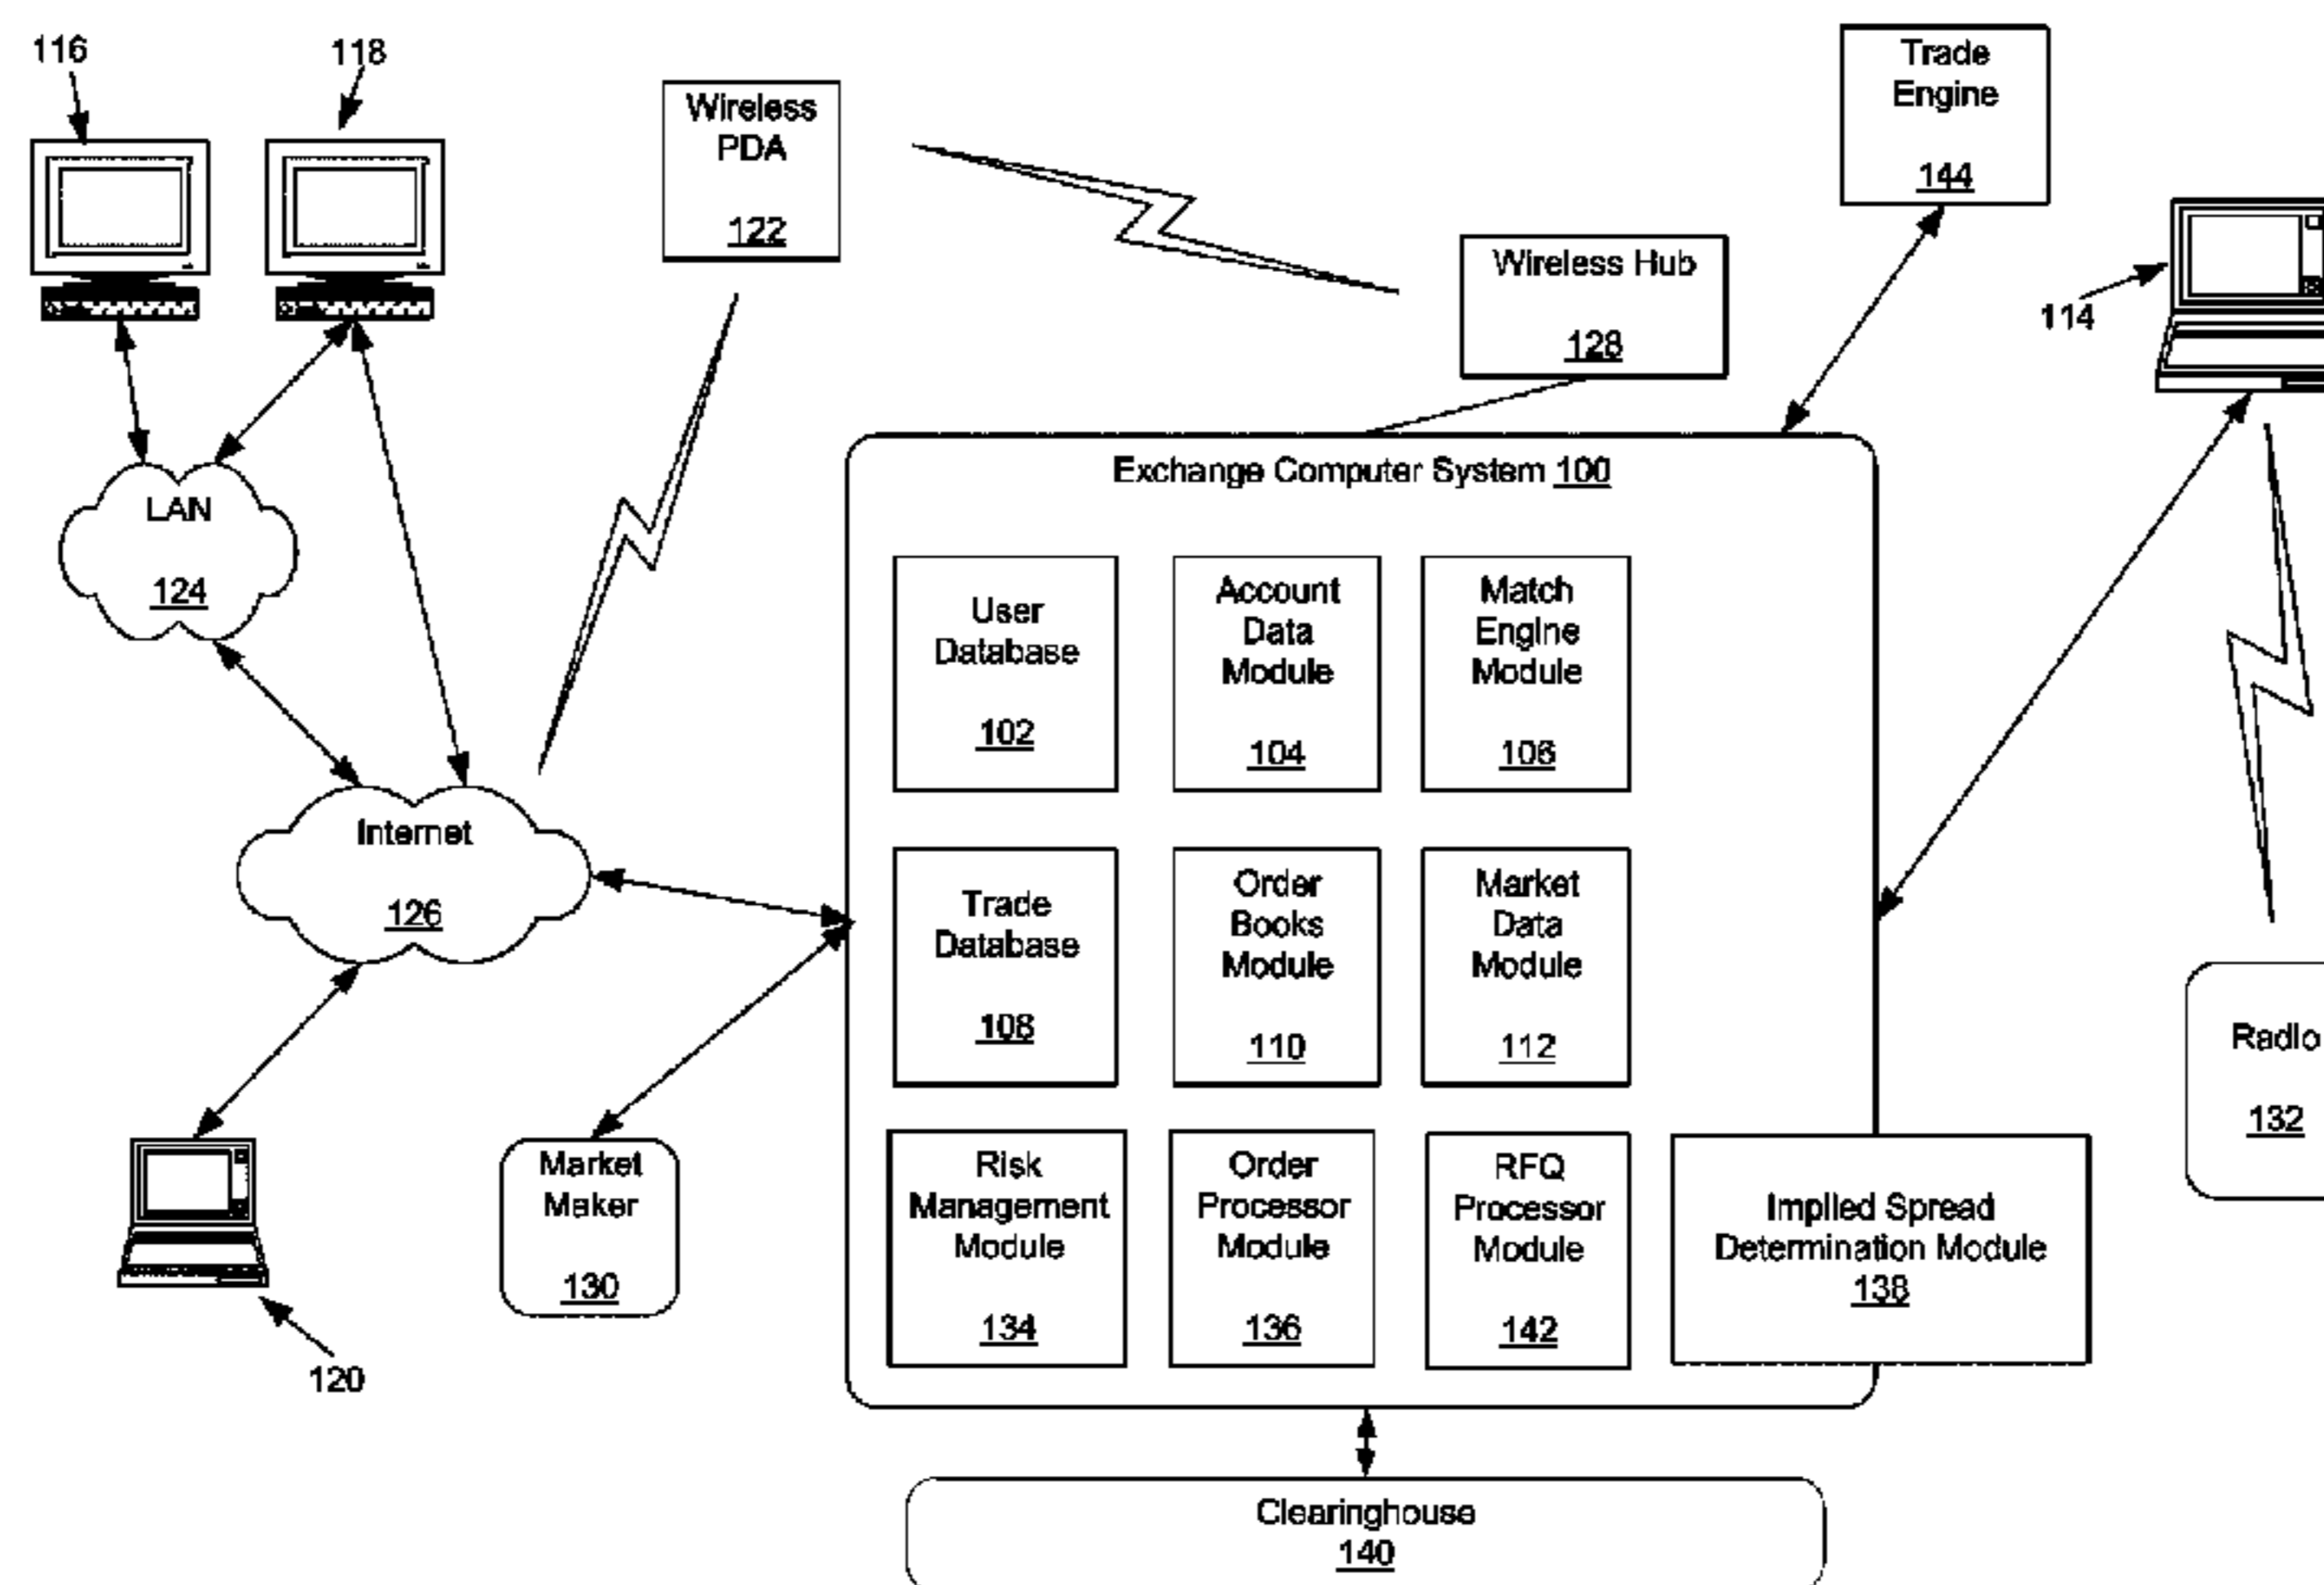 116
118
Wireless
PDA
122
Trade
Engine
144
Wireless Hub
128
114
LAN
124
Exchange Computer System 100
User
Database
102
Account
Data
Module
104
Match
Engine
Module
106
Internet
126
Trade
Database
108
Order
Books
Module
110
Market
Data
Module
112
Radio
132
Market
Maker
130
Risk
Management
Module
134
Order
Processor
Module
136
RFQ
Processor
Module
142
Implied Spread
Determination Module
138
120
Clearinghouse
140